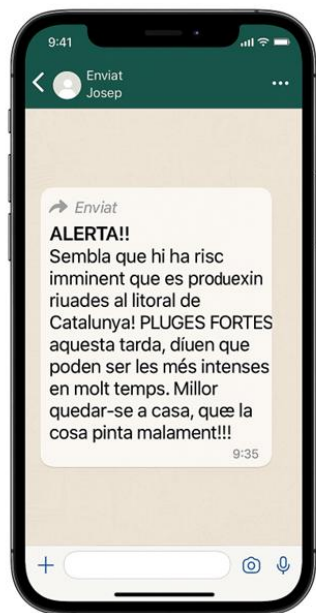 9:41
Enviat
Josep
Enviat
ALERTA!!
Sembla que hi ha risc
imminent que es produexin
riuades al litoral de
Catalunya! PLUGES FORTES
aquesta tarda, díuen que
poden ser les més intenses
en molt temps. Millor
quedar-se a casa, quœ la
cosa pinta malament!!!
9:35